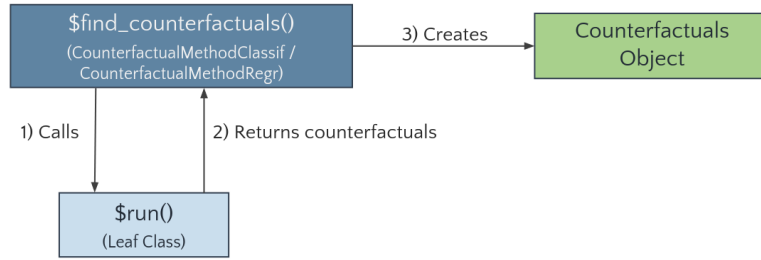 $find_counterfactuals()
(CounterfactualMethodClassif /
CounterfactualMethodRegr)
3) Creates
Counterfactuals
Object
1) Calls
2) Returns counterfactuals
$run()
(Leaf Class)